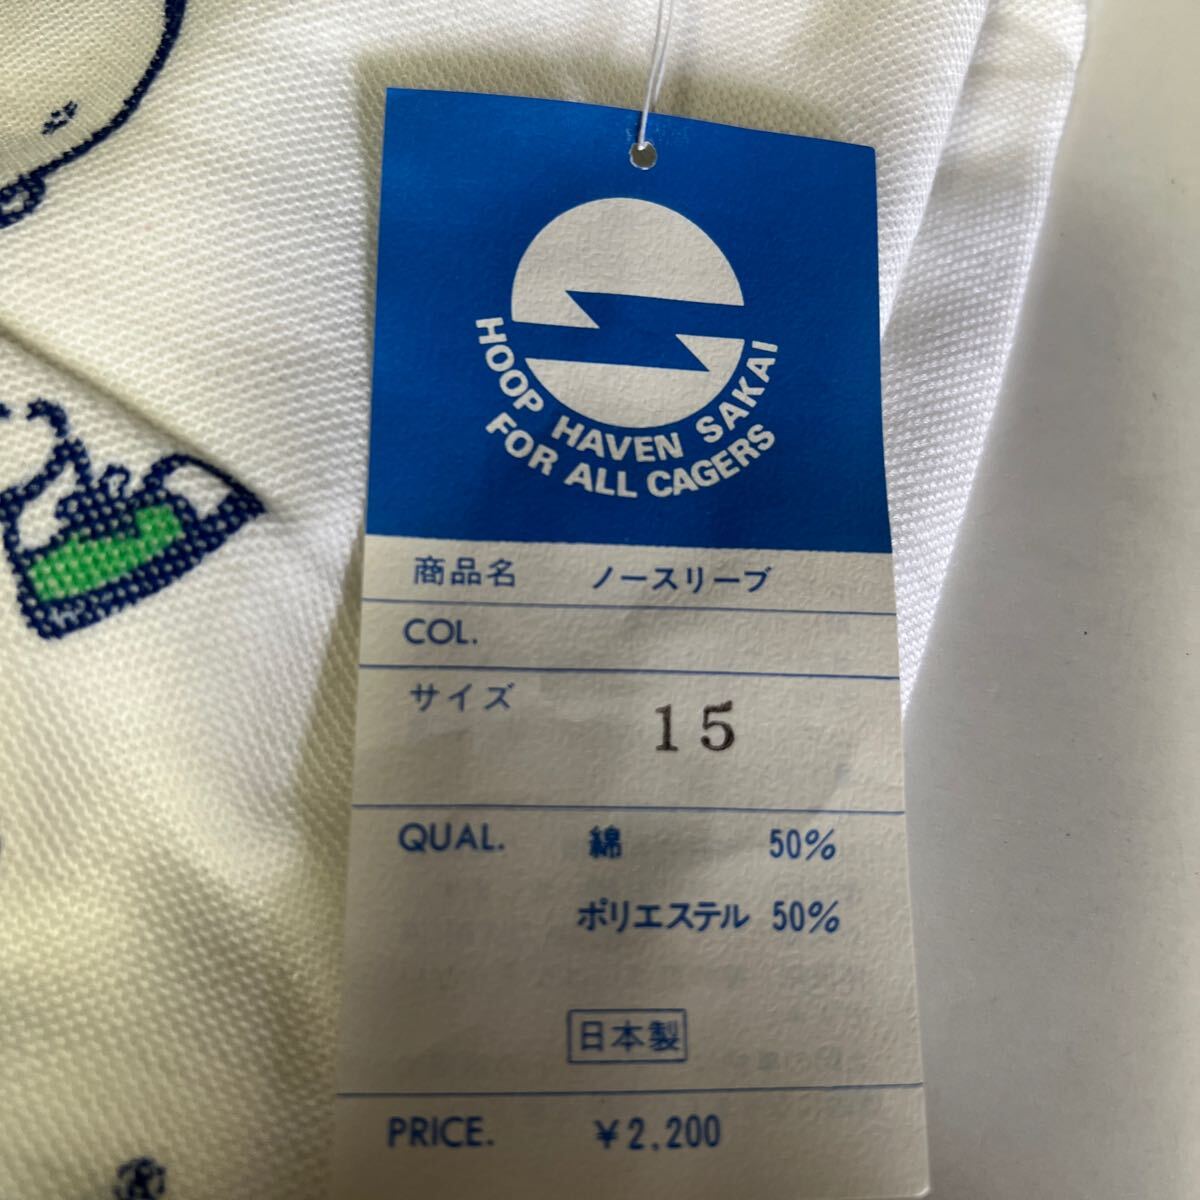 HOOP HAVEN SAKAI
FOR ALL CAGERS
商品名 ノースリーブ
COL.
サイズ 15
QUAL. 綿 50%
ポリエステル 50%
日本製
PRICE. ¥2,200